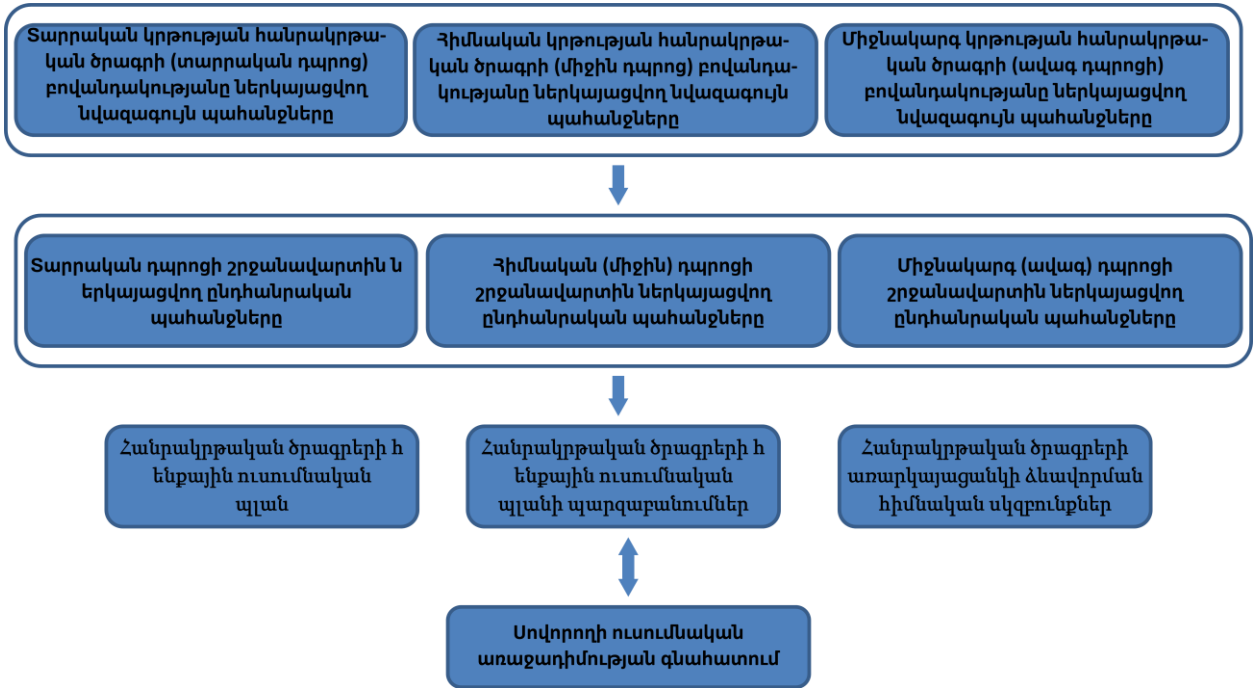 Տարրական կրթության հանրակրթա-
կան ծրագրի (տարրական դպրոց)
բովանդակությանը ներկայացվող
նվազագույն պահանջները
Հիմնական կրթության հանրակրթա-
կան ծրագրի (միջին դպրոց) բովանդա-
կությանը ներկայացվող նվազագույն
պահանջները
Միջնակարգ կրթության հանրակրթա-
կան ծրագրի (ավագ դպրոցի)
բովանդակությանը ներկայացվող
նվազագույն պահանջները
Տարրական դպրոցի շրջանավարտին ն
երկայացվող ընդհանրական
պահանջները
Հիմնական (միջին) դպրոցի
շրջանավարտին ներկայացվող
ընդհանրական պահանջները
Միջնակարգ (ավագ) դպրոցի
շրջանավարտին ներկայացվող
ընդհանրական պահանջները
Հանրակրթական ծրագրերի հ
ենքային ուսումնական
պլան
Հանրակրթական ծրագրերի հ
ենքային ուսումնական
պլանի պարզաբանումներ
Հանրակրթական ծրագրերի
առարկայացանկի ձևավորման
հիմնական սկզբունքներ
Սովորողի ուսումնական
առաջադիմության գնահատում